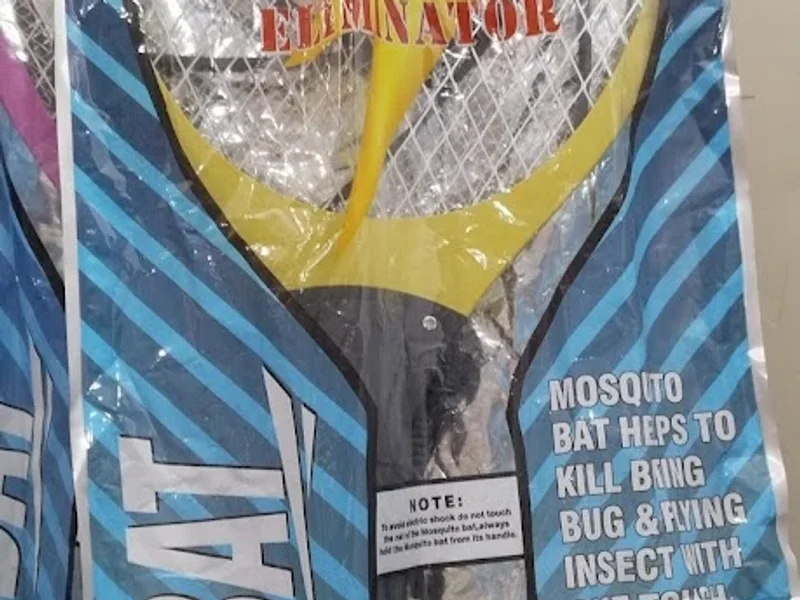 ELIMINATOR
BAT
NOTE:
To avoid electric shock do not touch
the net of the Mosquito bat,always
hold the Mosquito bat from its handle.
MOSQUITO
BAT HEPS TO
KILL BRING
BUG & FLYING
INSECT WITH